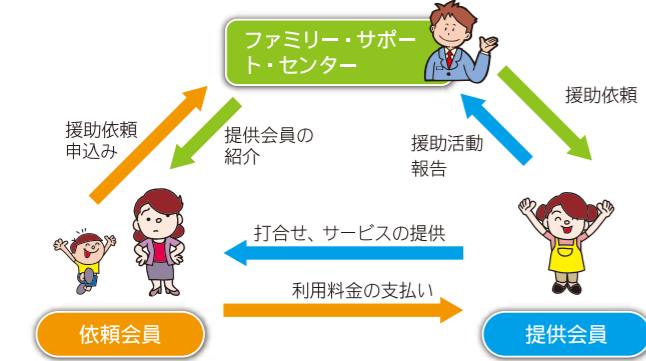 ファミリー・サポー
ト・センター
援助依頼
申込み
提供会員の
紹介
援助活動
報告
援助依頼
打合せ、サービスの提供
利用料金の支払い
依頼会員
提供会員